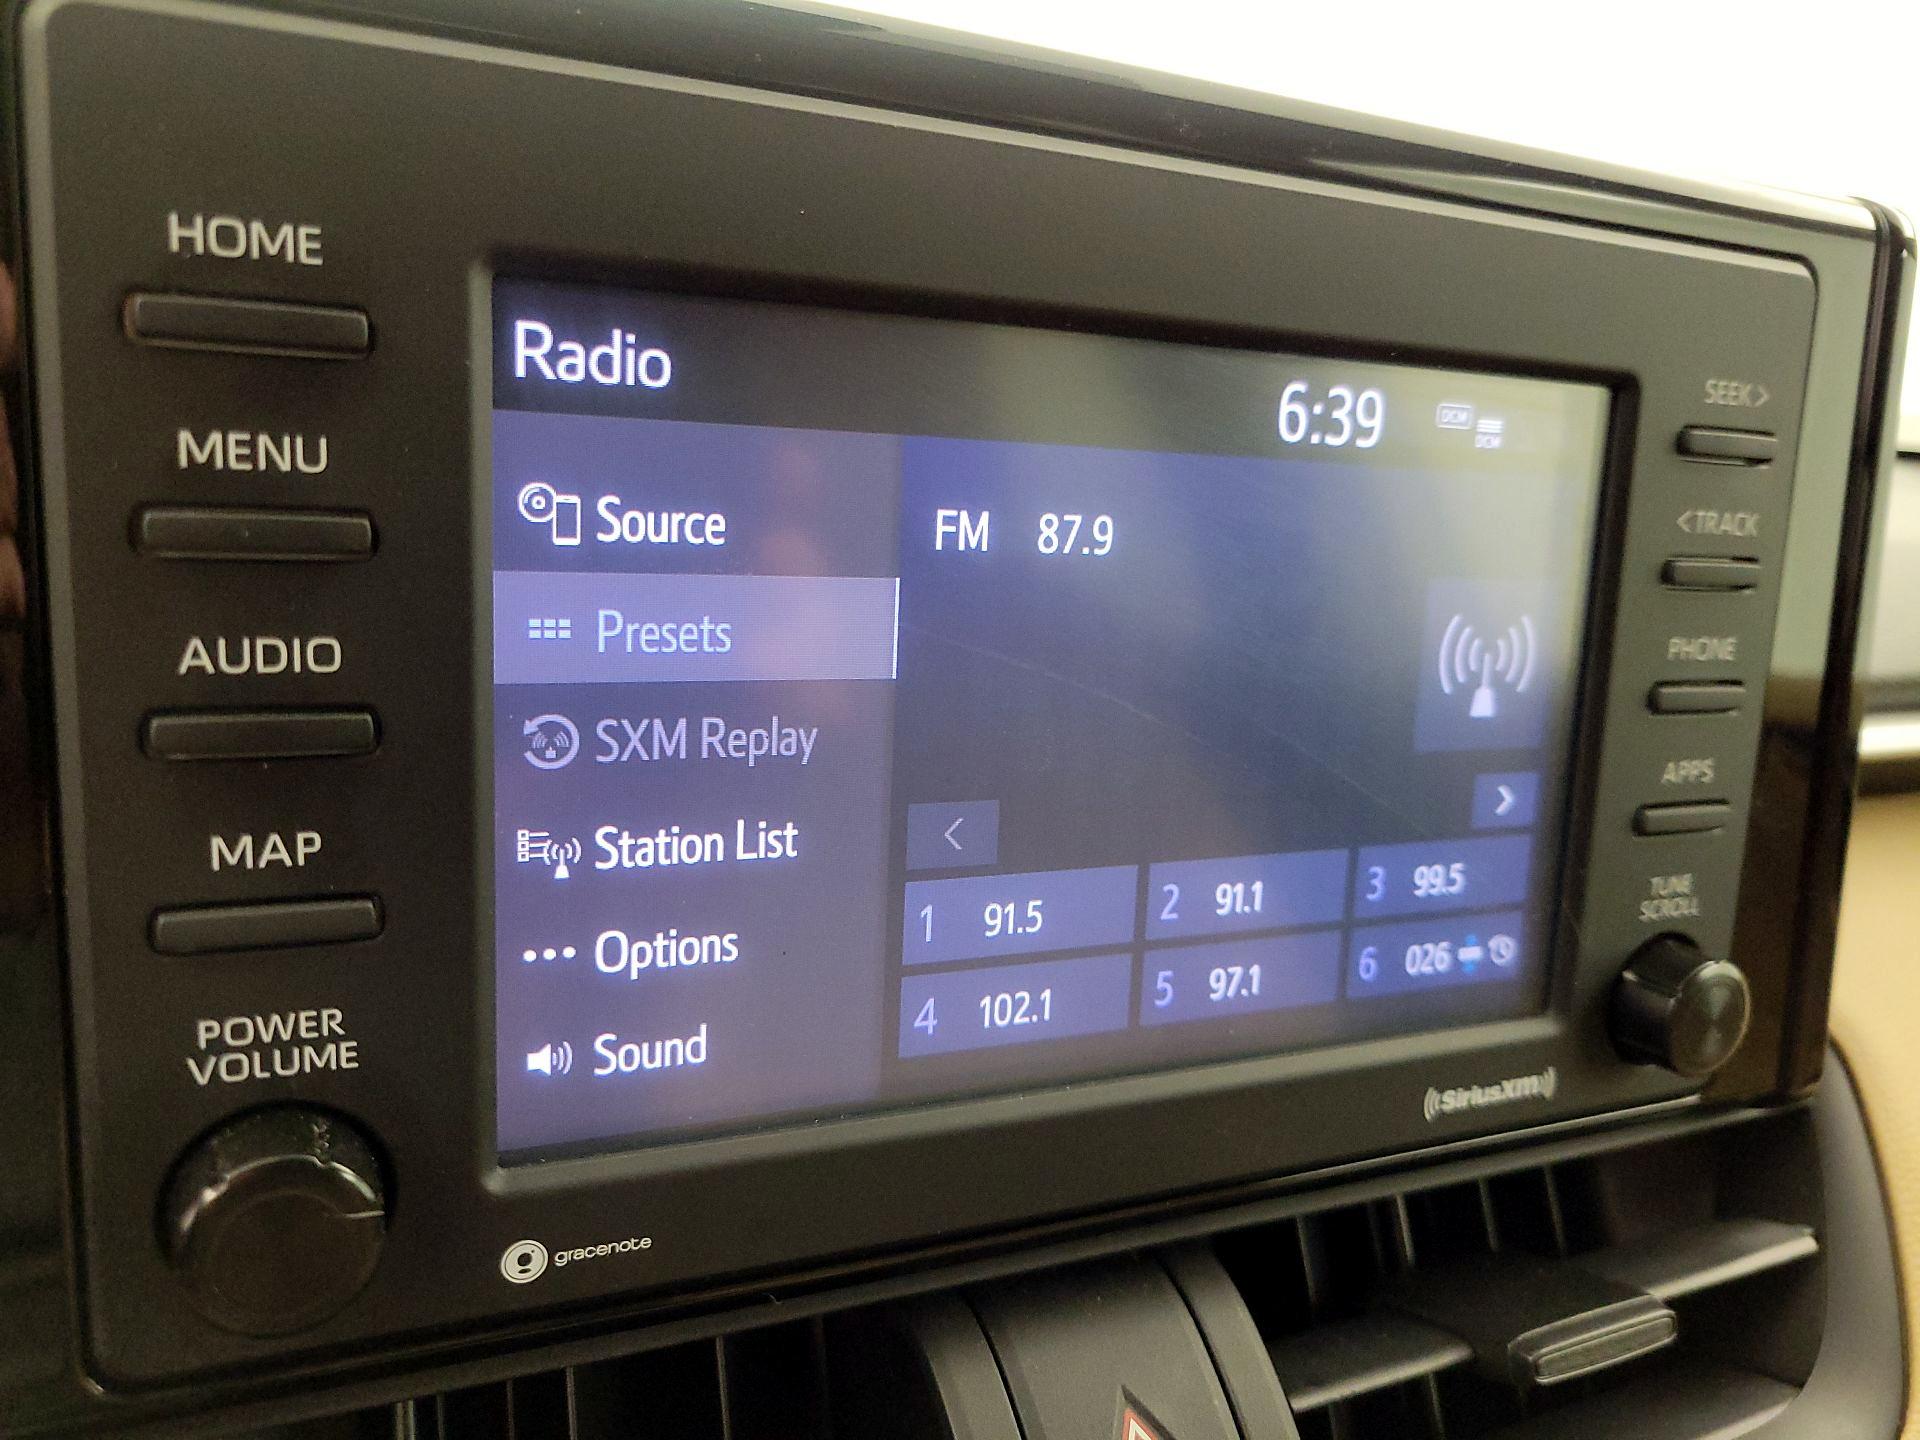 HOME
MENU
AUDIO
MAP
POWER
VOLUME
Radio
6:39
DCM
DCM
Source
Presets
SXM Replay
Station List
Options
Sound
FM 87.9
<
>
1 91.5
2 91.1
3 99.5
4 102.1
5 97.1
6 026
SEEK>
<TRACK
PHONE
APPS
TUNE
SCROLL
gracenote
SiriusXM